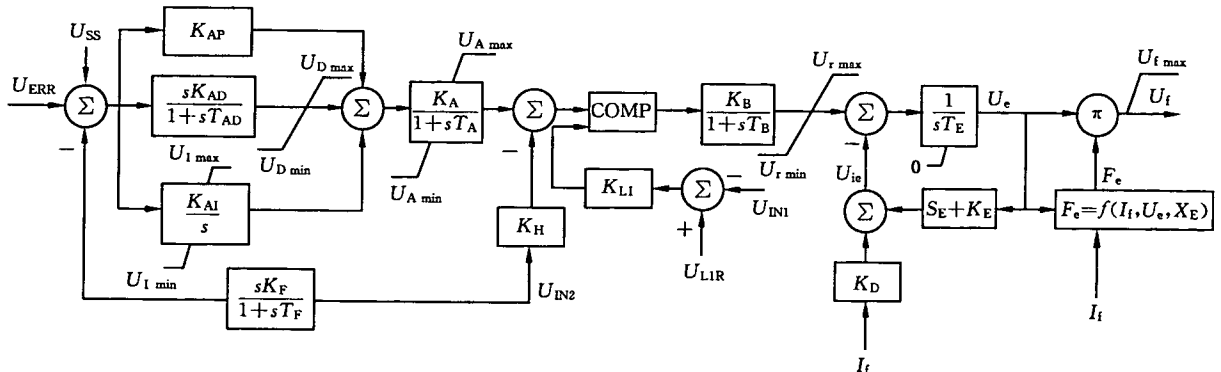 U_SS
U_ERR
Σ
−
K_AP
sK_AD
1+sT_AD
U_D max
U_D min
U_I max
K_AI
s
U_I min
Σ
U_A max
K_A
1+sT_A
U_A min
Σ
−
COMP
K_B
1+sT_B
U_r max
U_r min
K_LI
Σ
−
U_IN1
+
U_L1R
K_H
U_IN2
sK_F
1+sT_F
Σ
−
U_ie
1
sT_E
0
U_e
π
U_f max
U_f
F_e
Σ
S_E+K_E
F_e=f(I_f,U_e,X_E)
K_D
I_f
I_f